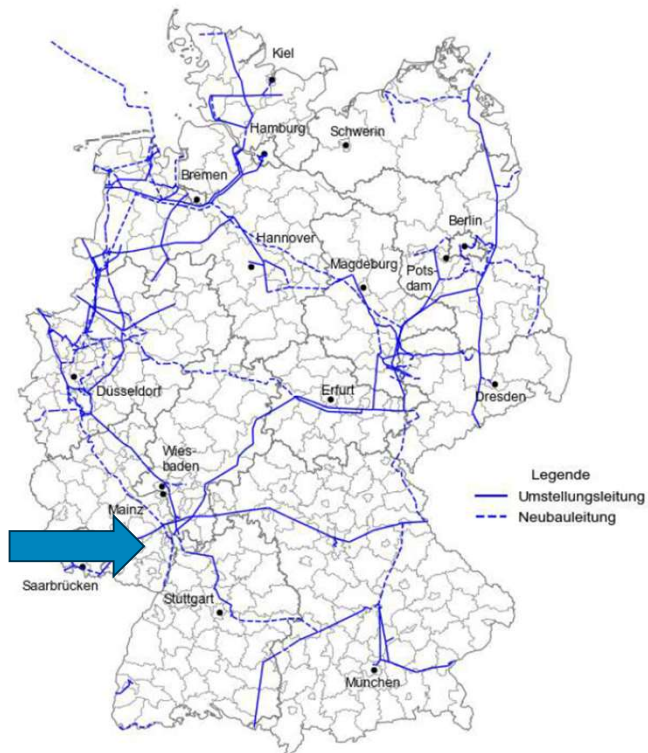 Kiel
Hamburg
Schwerin
Bremen
Hannover
Berlin
Magdeburg
Pots-
dam
Düsseldorf
Erfurt
Dresden
Wies-
baden
Legende
Umstellungsleitung
Neubauleitung
Mainz
Saarbrücken
Stuttgart
München